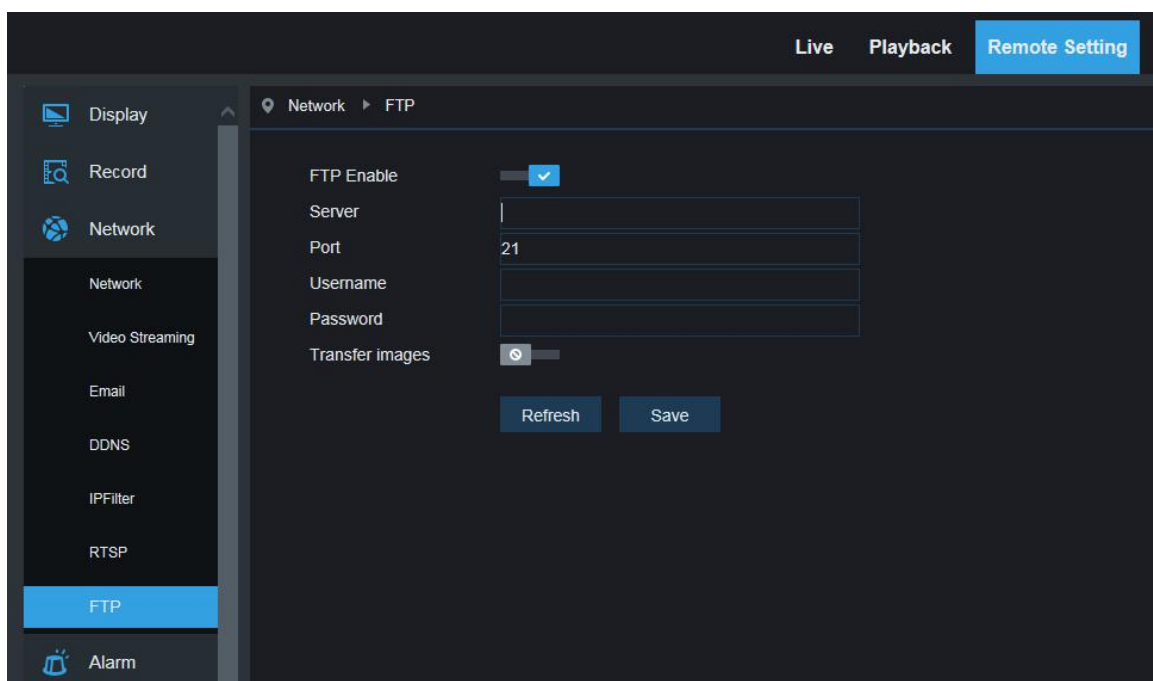 Live Playback Remote Setting
Display
Record
Network
Network
Video Streaming
Email
DDNS
IPFilter
RTSP
FTP
Alarm
Network FTP
FTP Enable
Server
Port 21
Username
Password
Transfer images
Refresh Save